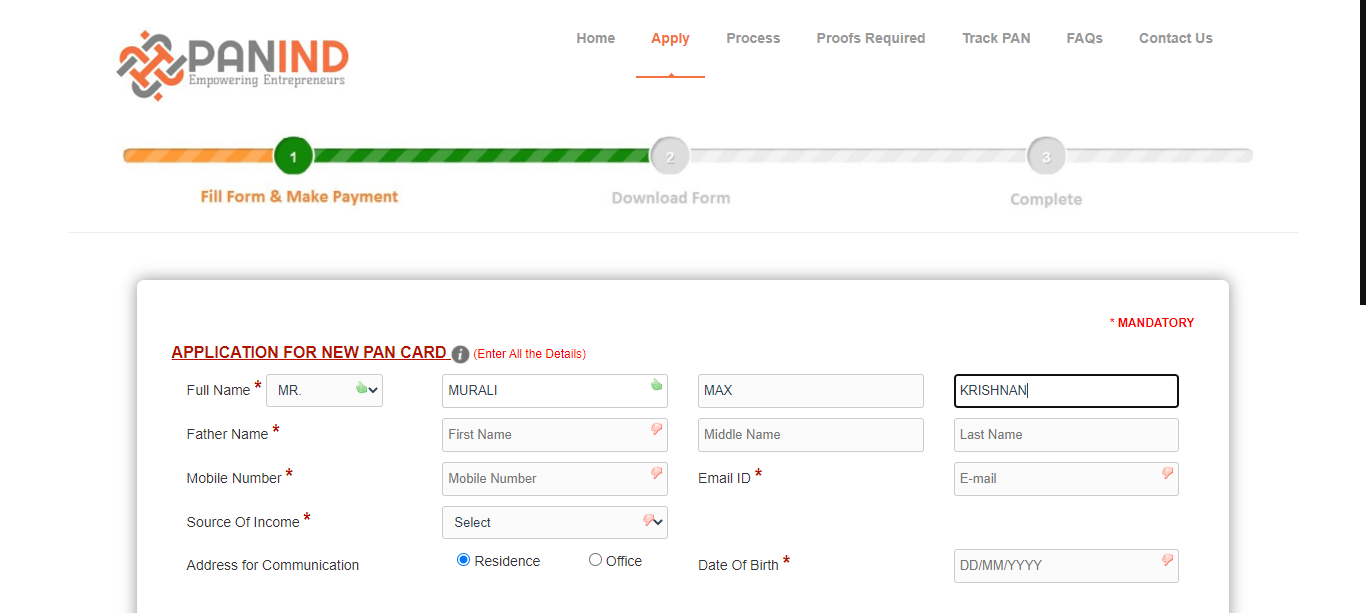 PANIND
Empowering Entrepreneurs
Home Apply Process Proofs Required Track PAN FAQs Contact Us
1 2 3
Fill Form & Make Payment Download Form Complete
* MANDATORY
APPLICATION FOR NEW PAN CARD i (Enter All the Details)
Full Name * MR. MURALI MAX KRISHNAN
Father Name * First Name Middle Name Last Name
Mobile Number * Mobile Number Email ID * E-mail
Source Of Income * Select
Address for Communication Residence Office Date Of Birth * DD/MM/YYYY